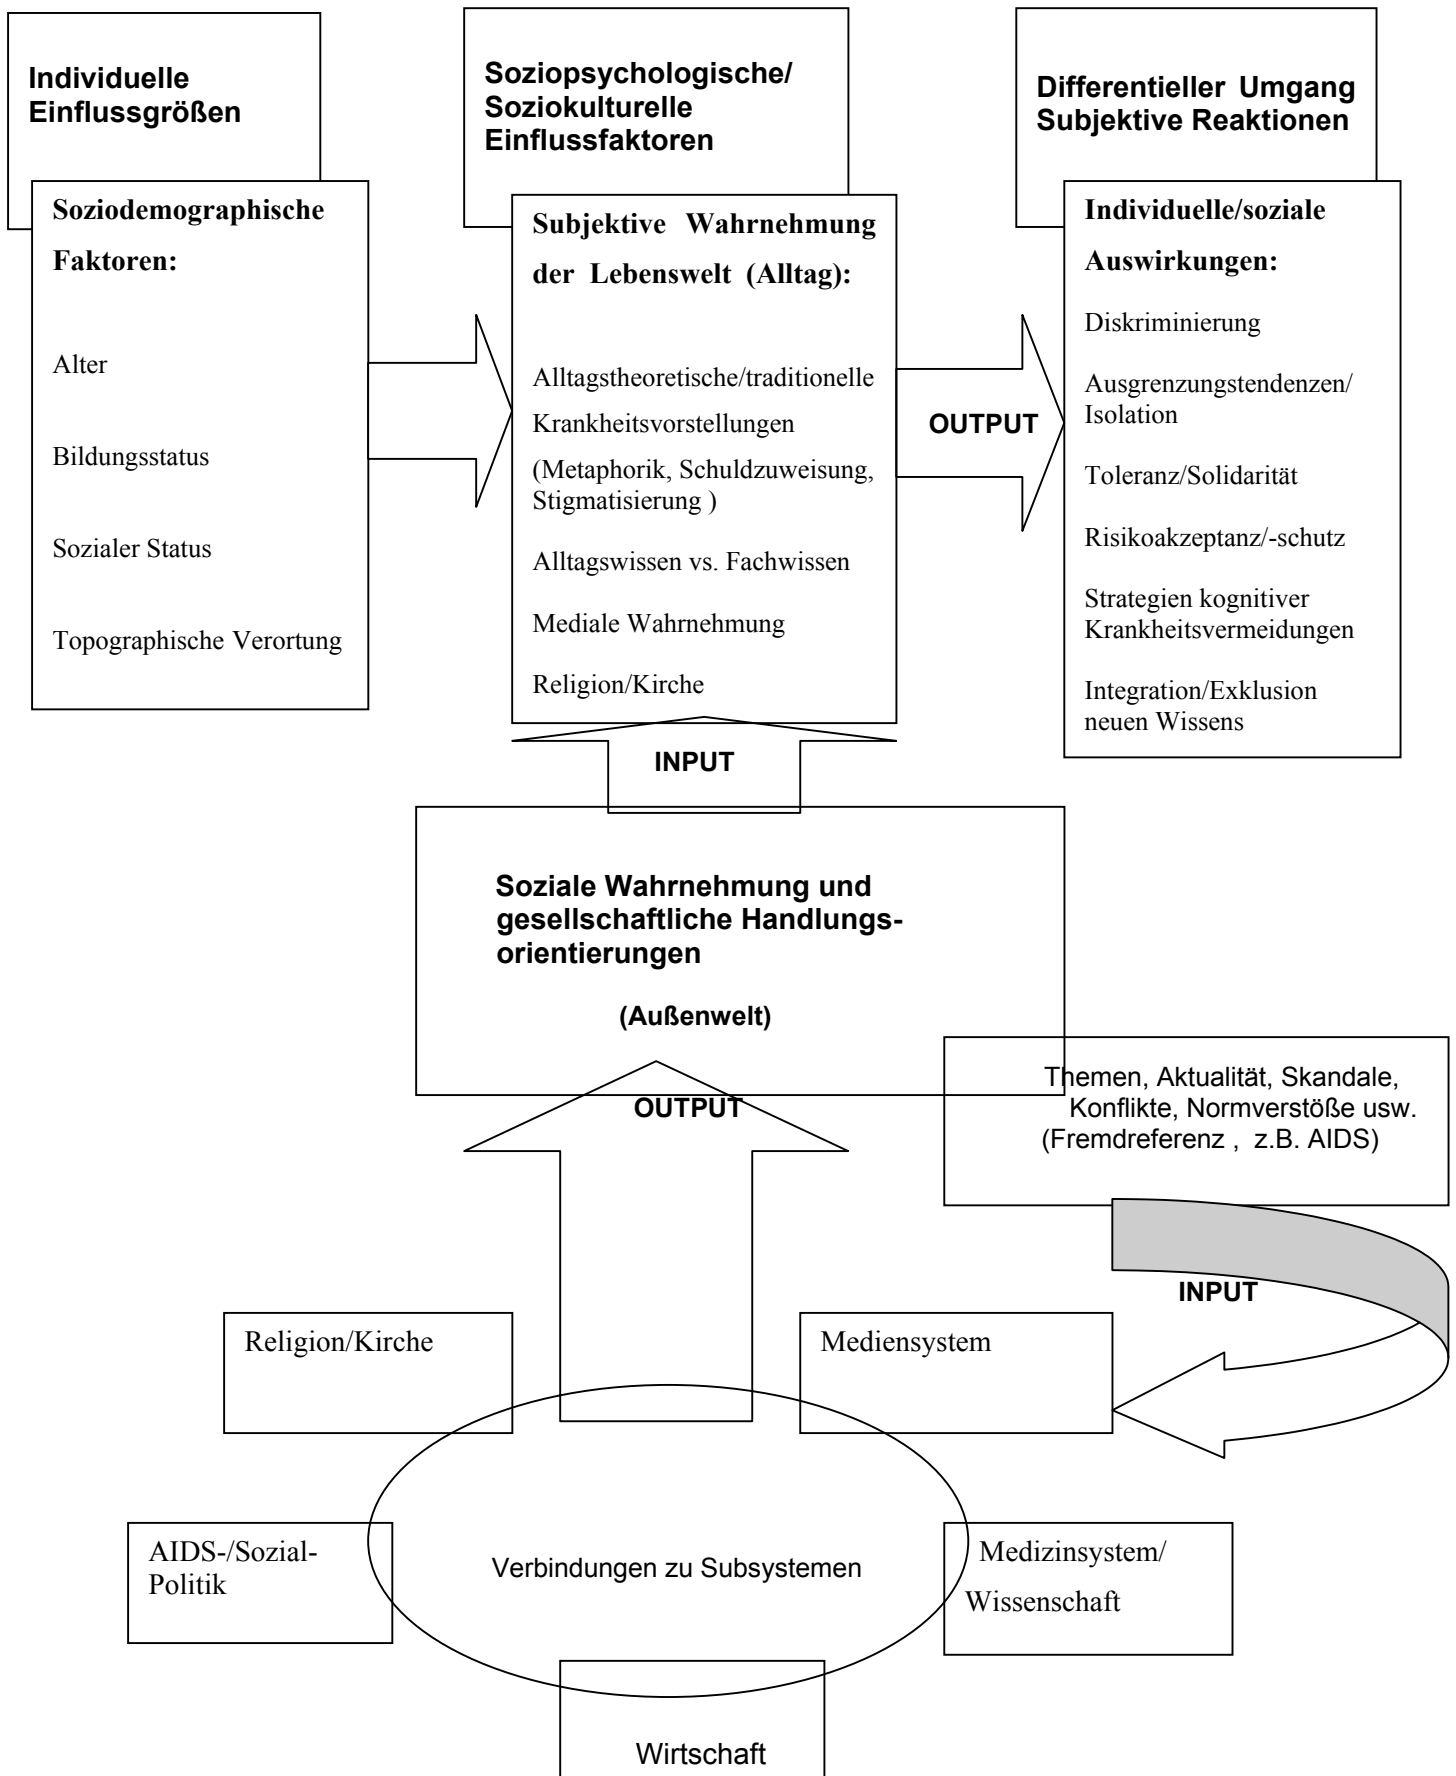 Individuelle
Einflussgrößen
Soziodemographische
Faktoren:
Alter
Bildungsstatus
Sozialer Status
Topographische Verortung
Soziopsychologische/
Soziokulturelle
Einflussfaktoren
Subjektive Wahrnehmung
der Lebenswelt (Alltag):
Alltagstheoretische/traditionelle
Krankheitsvorstellungen
(Metaphorik, Schuldzuweisung,
Stigmatisierung )
Alltagswissen vs. Fachwissen
Mediale Wahrnehmung
Religion/Kirche
OUTPUT
Differentieller Umgang
Subjektive Reaktionen
Individuelle/soziale
Auswirkungen:
Diskriminierung
Ausgrenzungstendenzen/
Isolation
Toleranz/Solidarität
Risikoakzeptanz/-schutz
Strategien kognitiver
Krankheitsvermeidungen
Integration/Exklusion
neuen Wissens
INPUT
Soziale Wahrnehmung und
gesellschaftliche Handlungs-
orientierungen
(Außenwelt)
OUTPUT
Themen, Aktualität, Skandale,
Konflikte, Normverstöße usw.
(Fremdreferenz , z.B. AIDS)
INPUT
Religion/Kirche
Mediensystem
AIDS-/Sozial-
Politik
Verbindungen zu Subsystemen
Medizinsystem/
Wissenschaft
Wirtschaft